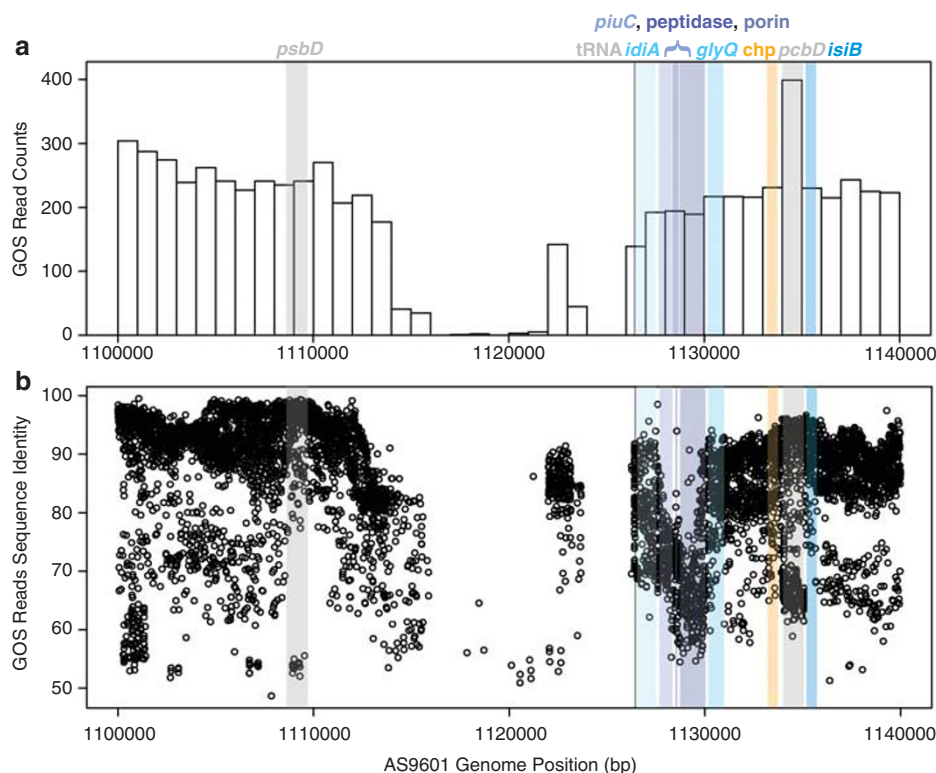 piuC, peptidase, porin
a
psbD
tRNA idiA glyQ chp pcbD isiB
400
300
200
100
0
GOS Read Counts
1100000 1110000 1120000 1130000 1140000
b
100
90
80
70
60
50
GOS Reads Sequence Identity
1100000 1110000 1120000 1130000 1140000
AS9601 Genome Position (bp)